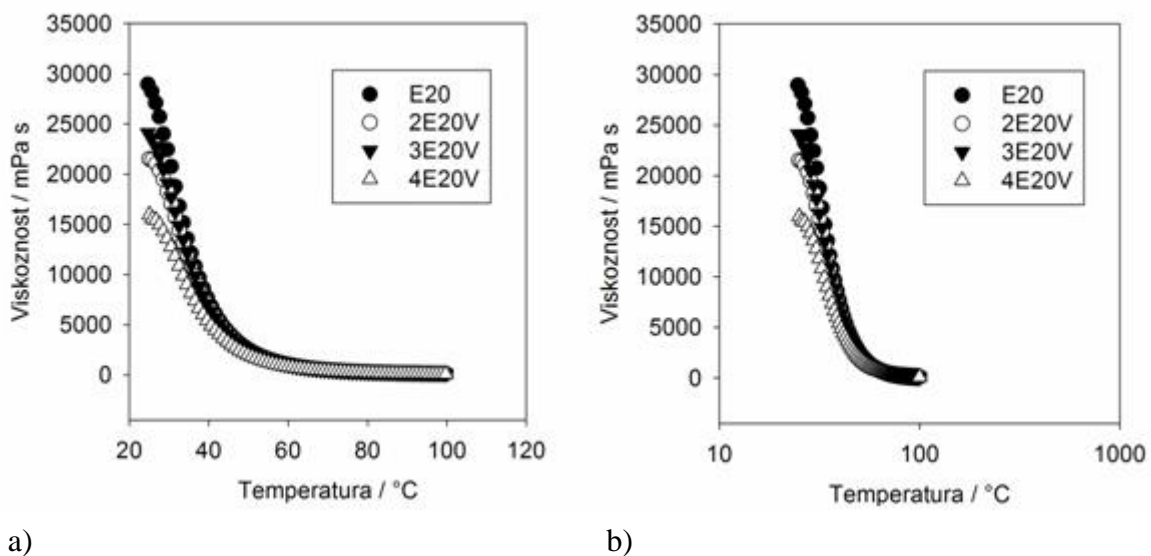 35000
30000
25000
20000
15000
10000
5000
0
Viskoznost / mPa s
E20
2E20V
3E20V
4E20V
20 40 60 80 100 120
Temperatura / °C
a)
35000
30000
25000
20000
15000
10000
5000
0
Viskoznost / mPa s
E20
2E20V
3E20V
4E20V
10 100 1000
Temperatura / °C
b)